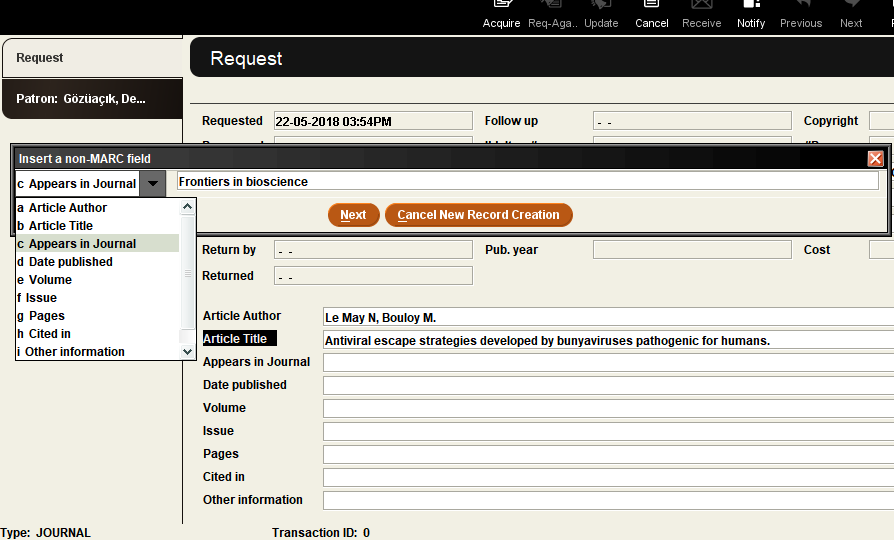 Acquire Req-Aga.. Update Cancel Receive Notify Previous Next
Request
Request
Patron: Gözüaçık, De...
Requested 22-05-2018 03:54PM Follow up - - Copyright
Insert a non-MARC field
c Appears in Journal Frontiers in bioscience
a Article Author
b Article Title
c Appears in Journal
d Date published
e Volume
f Issue
g Pages
h Cited in
i Other information
Next Cancel New Record Creation
Return by - - Pub. year Cost
Returned - -
Article Author Le May N, Bouloy M.
Article Title Antiviral escape strategies developed by bunyaviruses pathogenic for humans.
Appears in Journal
Date published
Volume
Issue
Pages
Cited in
Other information
Type: JOURNAL Transaction ID: 0